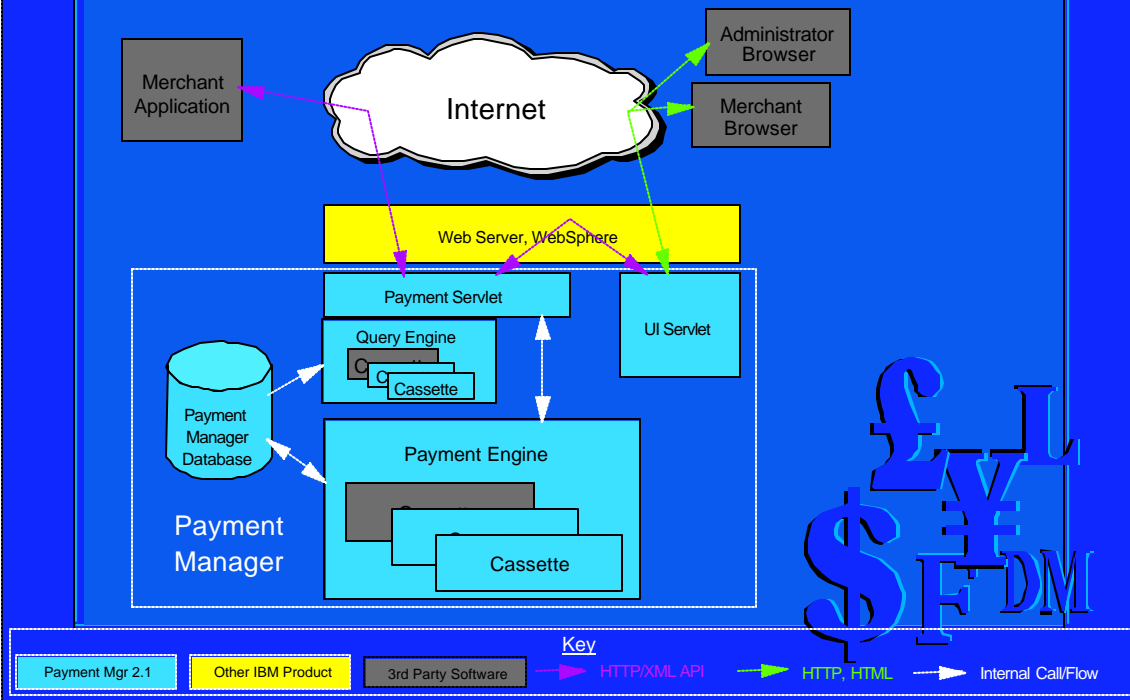 Administrator
Browser
Merchant
Application
Internet
Merchant
Browser
Web Server, WebSphere
Payment Servlet
UI Servlet
Query Engine
Cassette
Payment
Manager
Database
Payment Engine
Cassette
Payment
Manager
£
L
¥
$
F
DM
Key
Payment Mgr 2.1
Other IBM Product
3rd Party Software
HTTP/XML API
HTTP, HTML
Internal Call/Flow